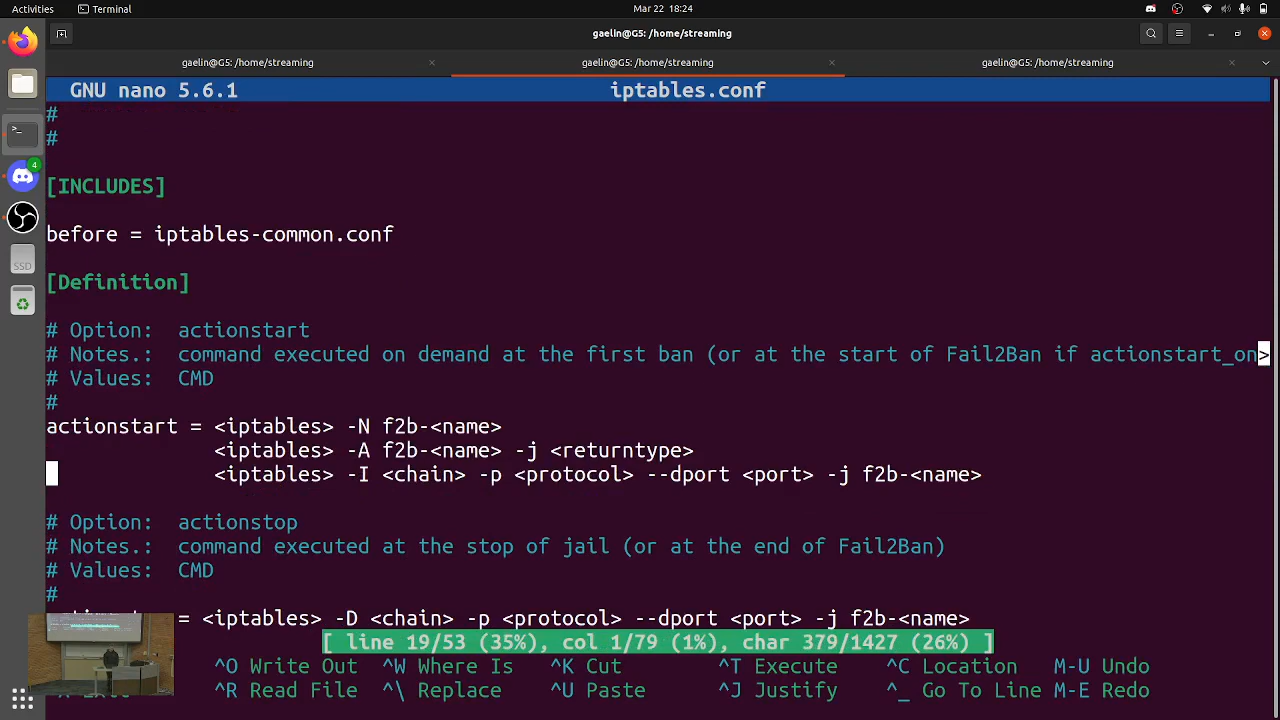 Activities
Terminal
Mar 22 18:24
gaelin@G5: /home/streaming
gaelin@G5: /home/streaming
gaelin@G5: /home/streaming
gaelin@G5: /home/streaming
GNU nano 5.6.1
iptables.conf
#
#
[INCLUDES]
before = iptables-common.conf
[Definition]
# Option:  actionstart
# Notes.:  command executed on demand at the first ban (or at the start of Fail2Ban if actionstart_on>
# Values:  CMD
#
actionstart = <iptables> -N f2b-<name>
<iptables> -A f2b-<name> -j <returntype>
<iptables> -I <chain> -p <protocol> --dport <port> -j f2b-<name>
# Option:  actionstop
# Notes.:  command executed at the stop of jail (or at the end of Fail2Ban)
# Values:  CMD
#
= <iptables> -D <chain> -p <protocol> --dport <port> -j f2b-<name>
[ line 19/53 (35%), col 1/79 (1%), char 379/1427 (26%) ]
^O Write Out ^W Where Is ^K Cut ^T Execute ^C Location M-U Undo
^R Read File ^\ Replace ^U Paste ^J Justify ^_ Go To Line M-E Redo
4
SSD